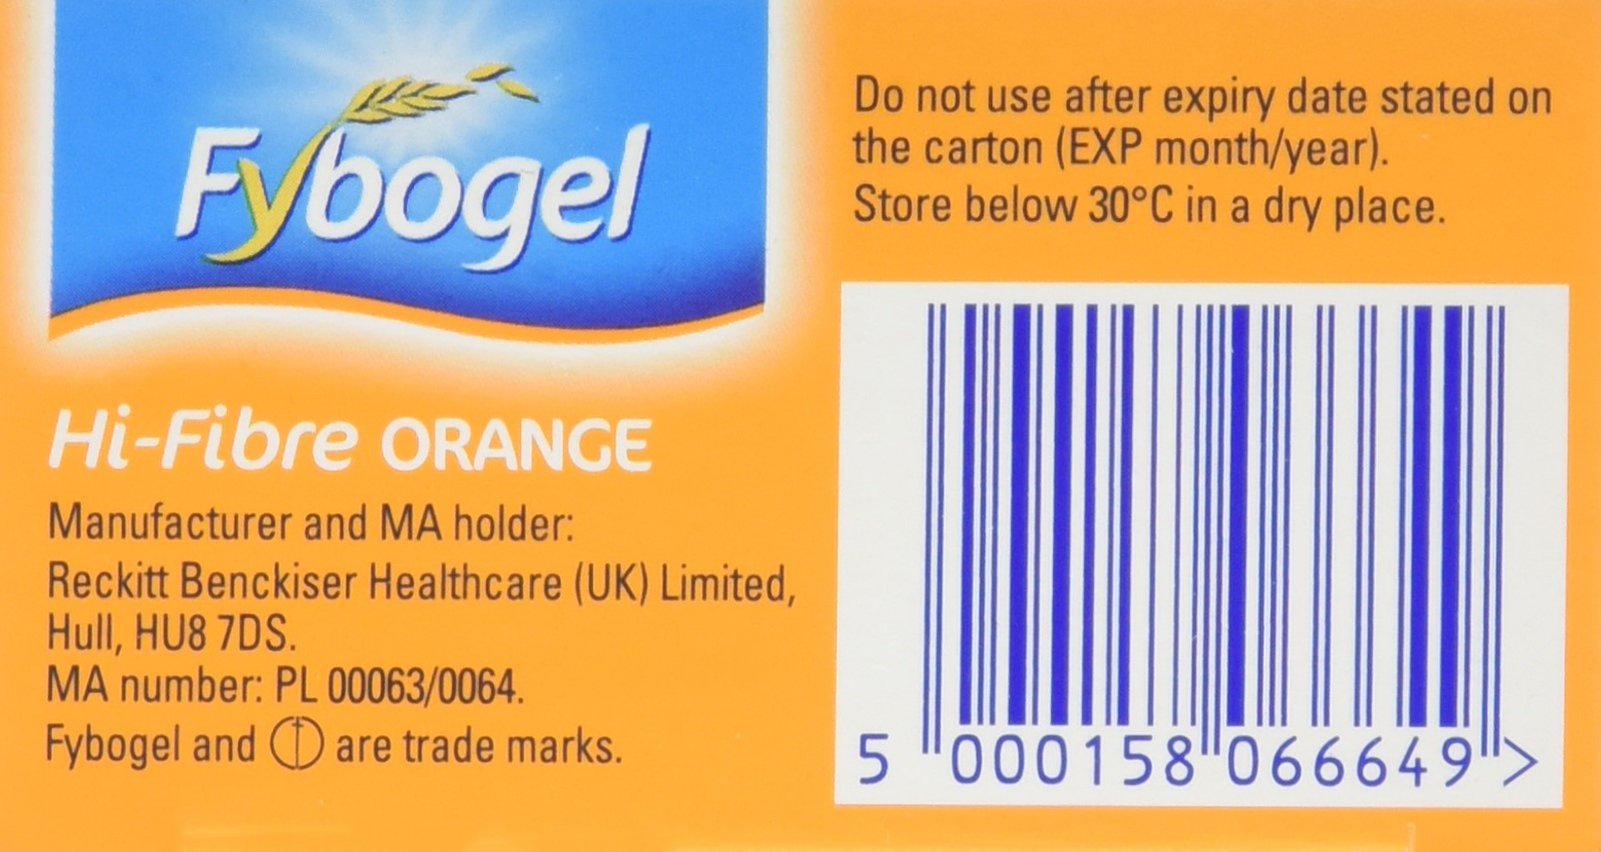 Fybogel
Hi-Fibre ORANGE
Manufacturer and MA holder:
Reckitt Benckiser Healthcare (UK) Limited,
Hull, HU8 7DS.
MA number: PL 00063/0064.
Fybogel and are trade marks.
Do not use after expiry date stated on
the carton (EXP month/year).
Store below 30°C in a dry place.
5 000158 066649 >